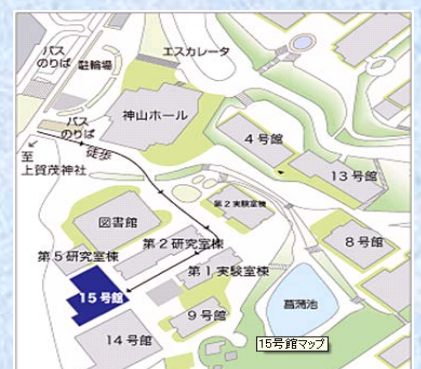 バス
のりば
駐輪場
エスカレータ
バス
のりば
神山ホール
4号館
至
上賀茂神社
徒歩
13号館
第2実験室棟
図書館
第2研究室棟
8号館
第5研究室棟
第1実験室棟
15号館
9号館
菖蒲池
14号館
15号館マップ